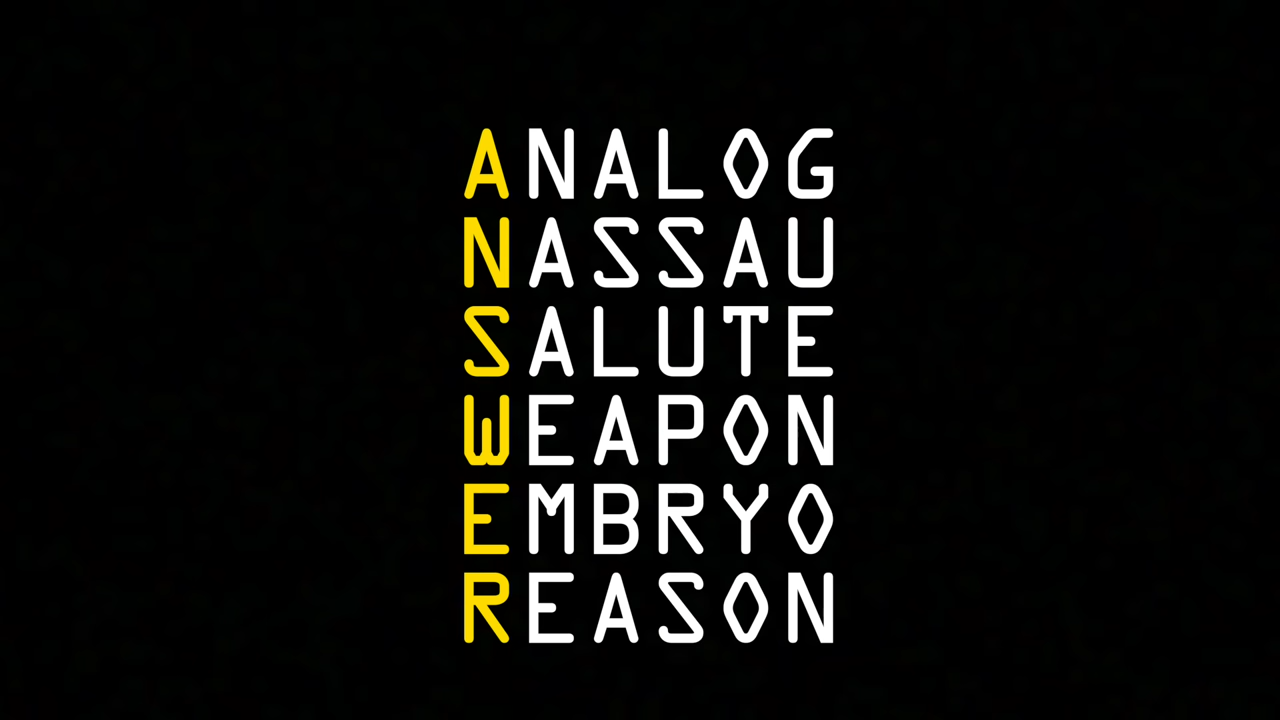 ANALOG
NASSAU
SALUTE
WEAPON
EMBRYO
REASON